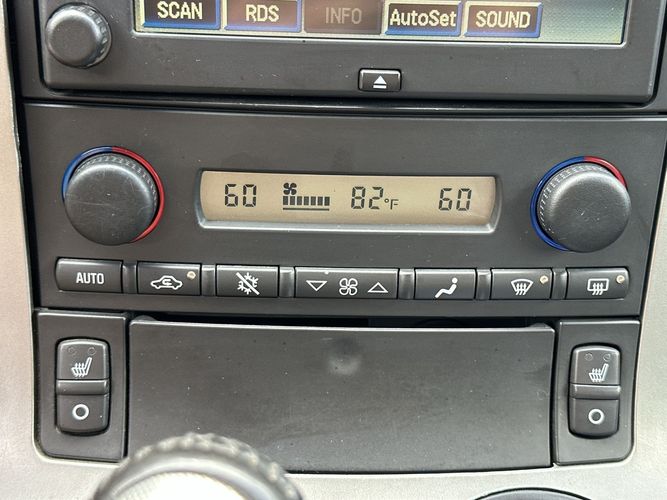 SCAN RDS INFO AutoSet SOUND
60 82°F 60
AUTO